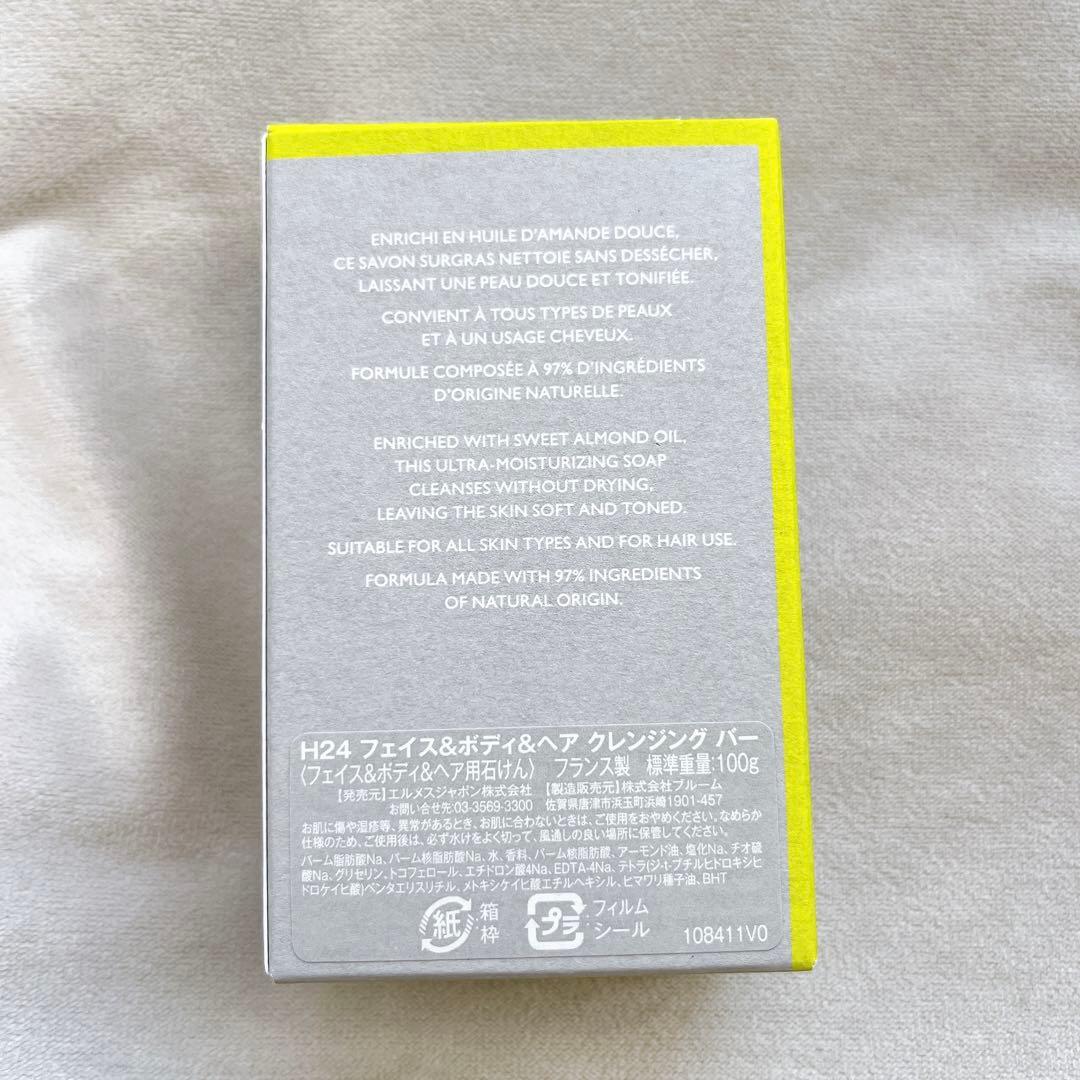 ENRICHI EN HUILE D'AMANDE DOUCE,
CE SAVON SURGRAS NETTOIE SANS DESSÉCHER,
LAISSANT UNE PEAU DOUCE ET TONIFIÉE.
CONVIENT À TOUS TYPES DE PEAUX
ET À UN USAGE CHEVEUX.
FORMULE COMPOSÉE À 97% D'INGRÉDIENTS
D'ORIGINE NATURELLE.
ENRICHED WITH SWEET ALMOND OIL,
THIS ULTRA-MOISTURIZING SOAP
CLEANSES WITHOUT DRYING,
LEAVING THE SKIN SOFT AND TONED.
SUITABLE FOR ALL SKIN TYPES AND FOR HAIR USE.
FORMULA MADE WITH 97% INGREDIENTS
OF NATURAL ORIGIN.
H24 フェイス&ボディ&ヘア クレンジング バー
〈フェイス&ボディ&ヘア用石けん〉 フランス製 標準重量:100g
【発売元】エルメスジャポン株式会社 【製造販売元】株式会社ブルーム
お問い合せ先:03-3569-3300 佐賀県唐津市浜玉町浜崎1901-457
お肌に傷や湿疹等、異常があるとき、お肌に合わないときは、ご使用をおやめください。なめらか
仕様のため、ご使用後は、必ず水けをよく切って、風通しの良い場所に保管してください。
パーム脂肪酸Na、パーム核脂肪酸Na、水、香料、パーム核脂肪酸、アーモンド油、塩化Na、チオ硫
酸Na、グリセリン、トコフェロール、エチドロン酸4Na、EDTA-4Na、テトラ(ジ-t-ブチルヒドロキシヒ
ドロケイヒ酸)ペンタエリスリチル、メトキシケイヒ酸エチルヘキシル、ヒマワリ種子油、BHT
紙 :箱 プラ :フィルム
枠 シール 108411V0